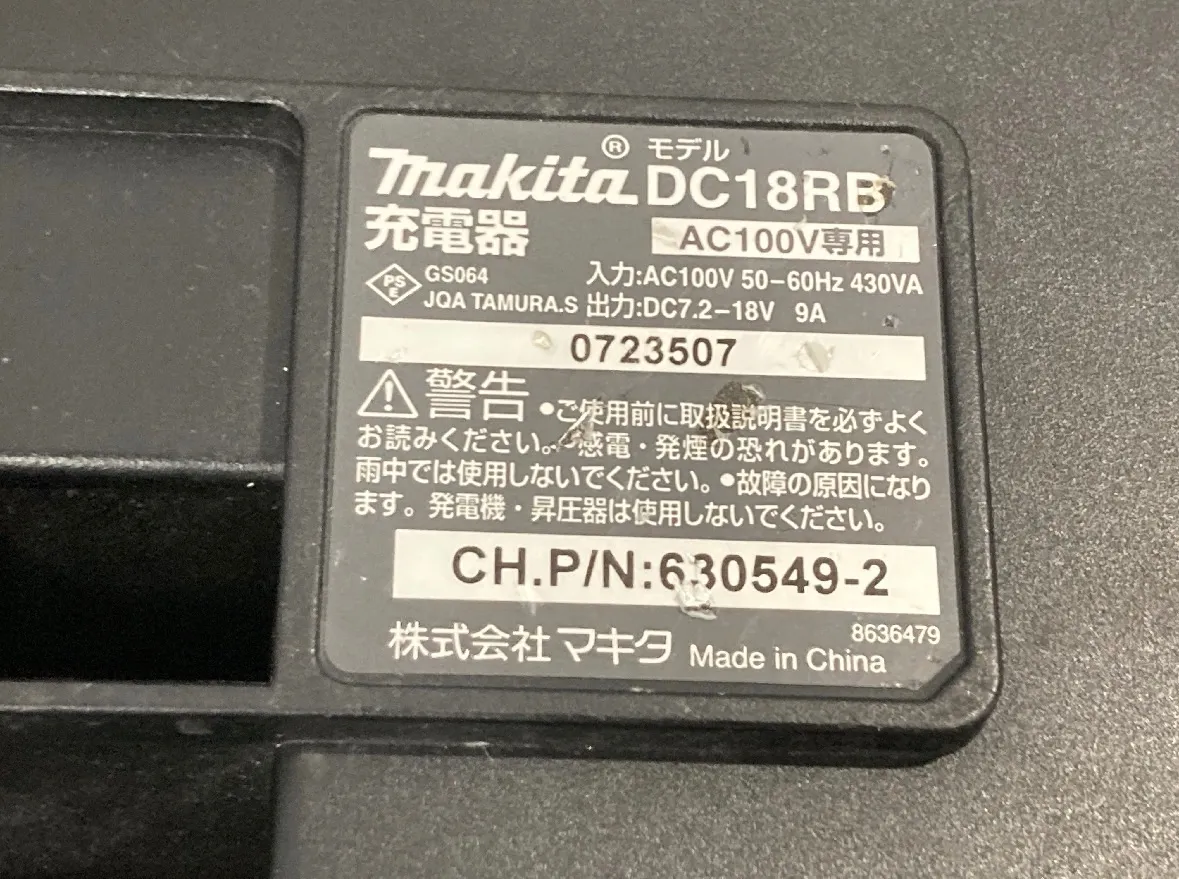 makita® モデル DC18RB
充電器 AC100V専用
PSE GS064 入力:AC100V 50-60Hz 430VA
JQA TAMURA.S 出力:DC7.2-18V 9A
0723507
警告 ●ご使用前に取扱説明書を必ずよく
お読みください。●感電・発煙の恐れがあります。
雨中では使用しないでください。●故障の原因になり
ます。発電機・昇圧器は使用しないでください。
CH.P/N:630549-2
8636479
株式会社マキタ Made in China